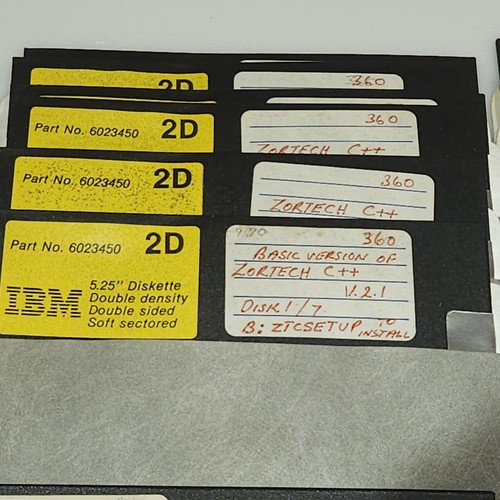 2D
360
Part No. 6023450 2D
360
ZORTECH C++
Part No. 6023450 2D
360
ZORTECH C++
Part No. 6023450 2D
IBM
5.25" Diskette
Double density
Double sided
Soft sectored
360
BASIC VERSION OF
ZORTECH C++
V.2.1
DISK 1/7
B: ZTCSETUP TO INSTALL